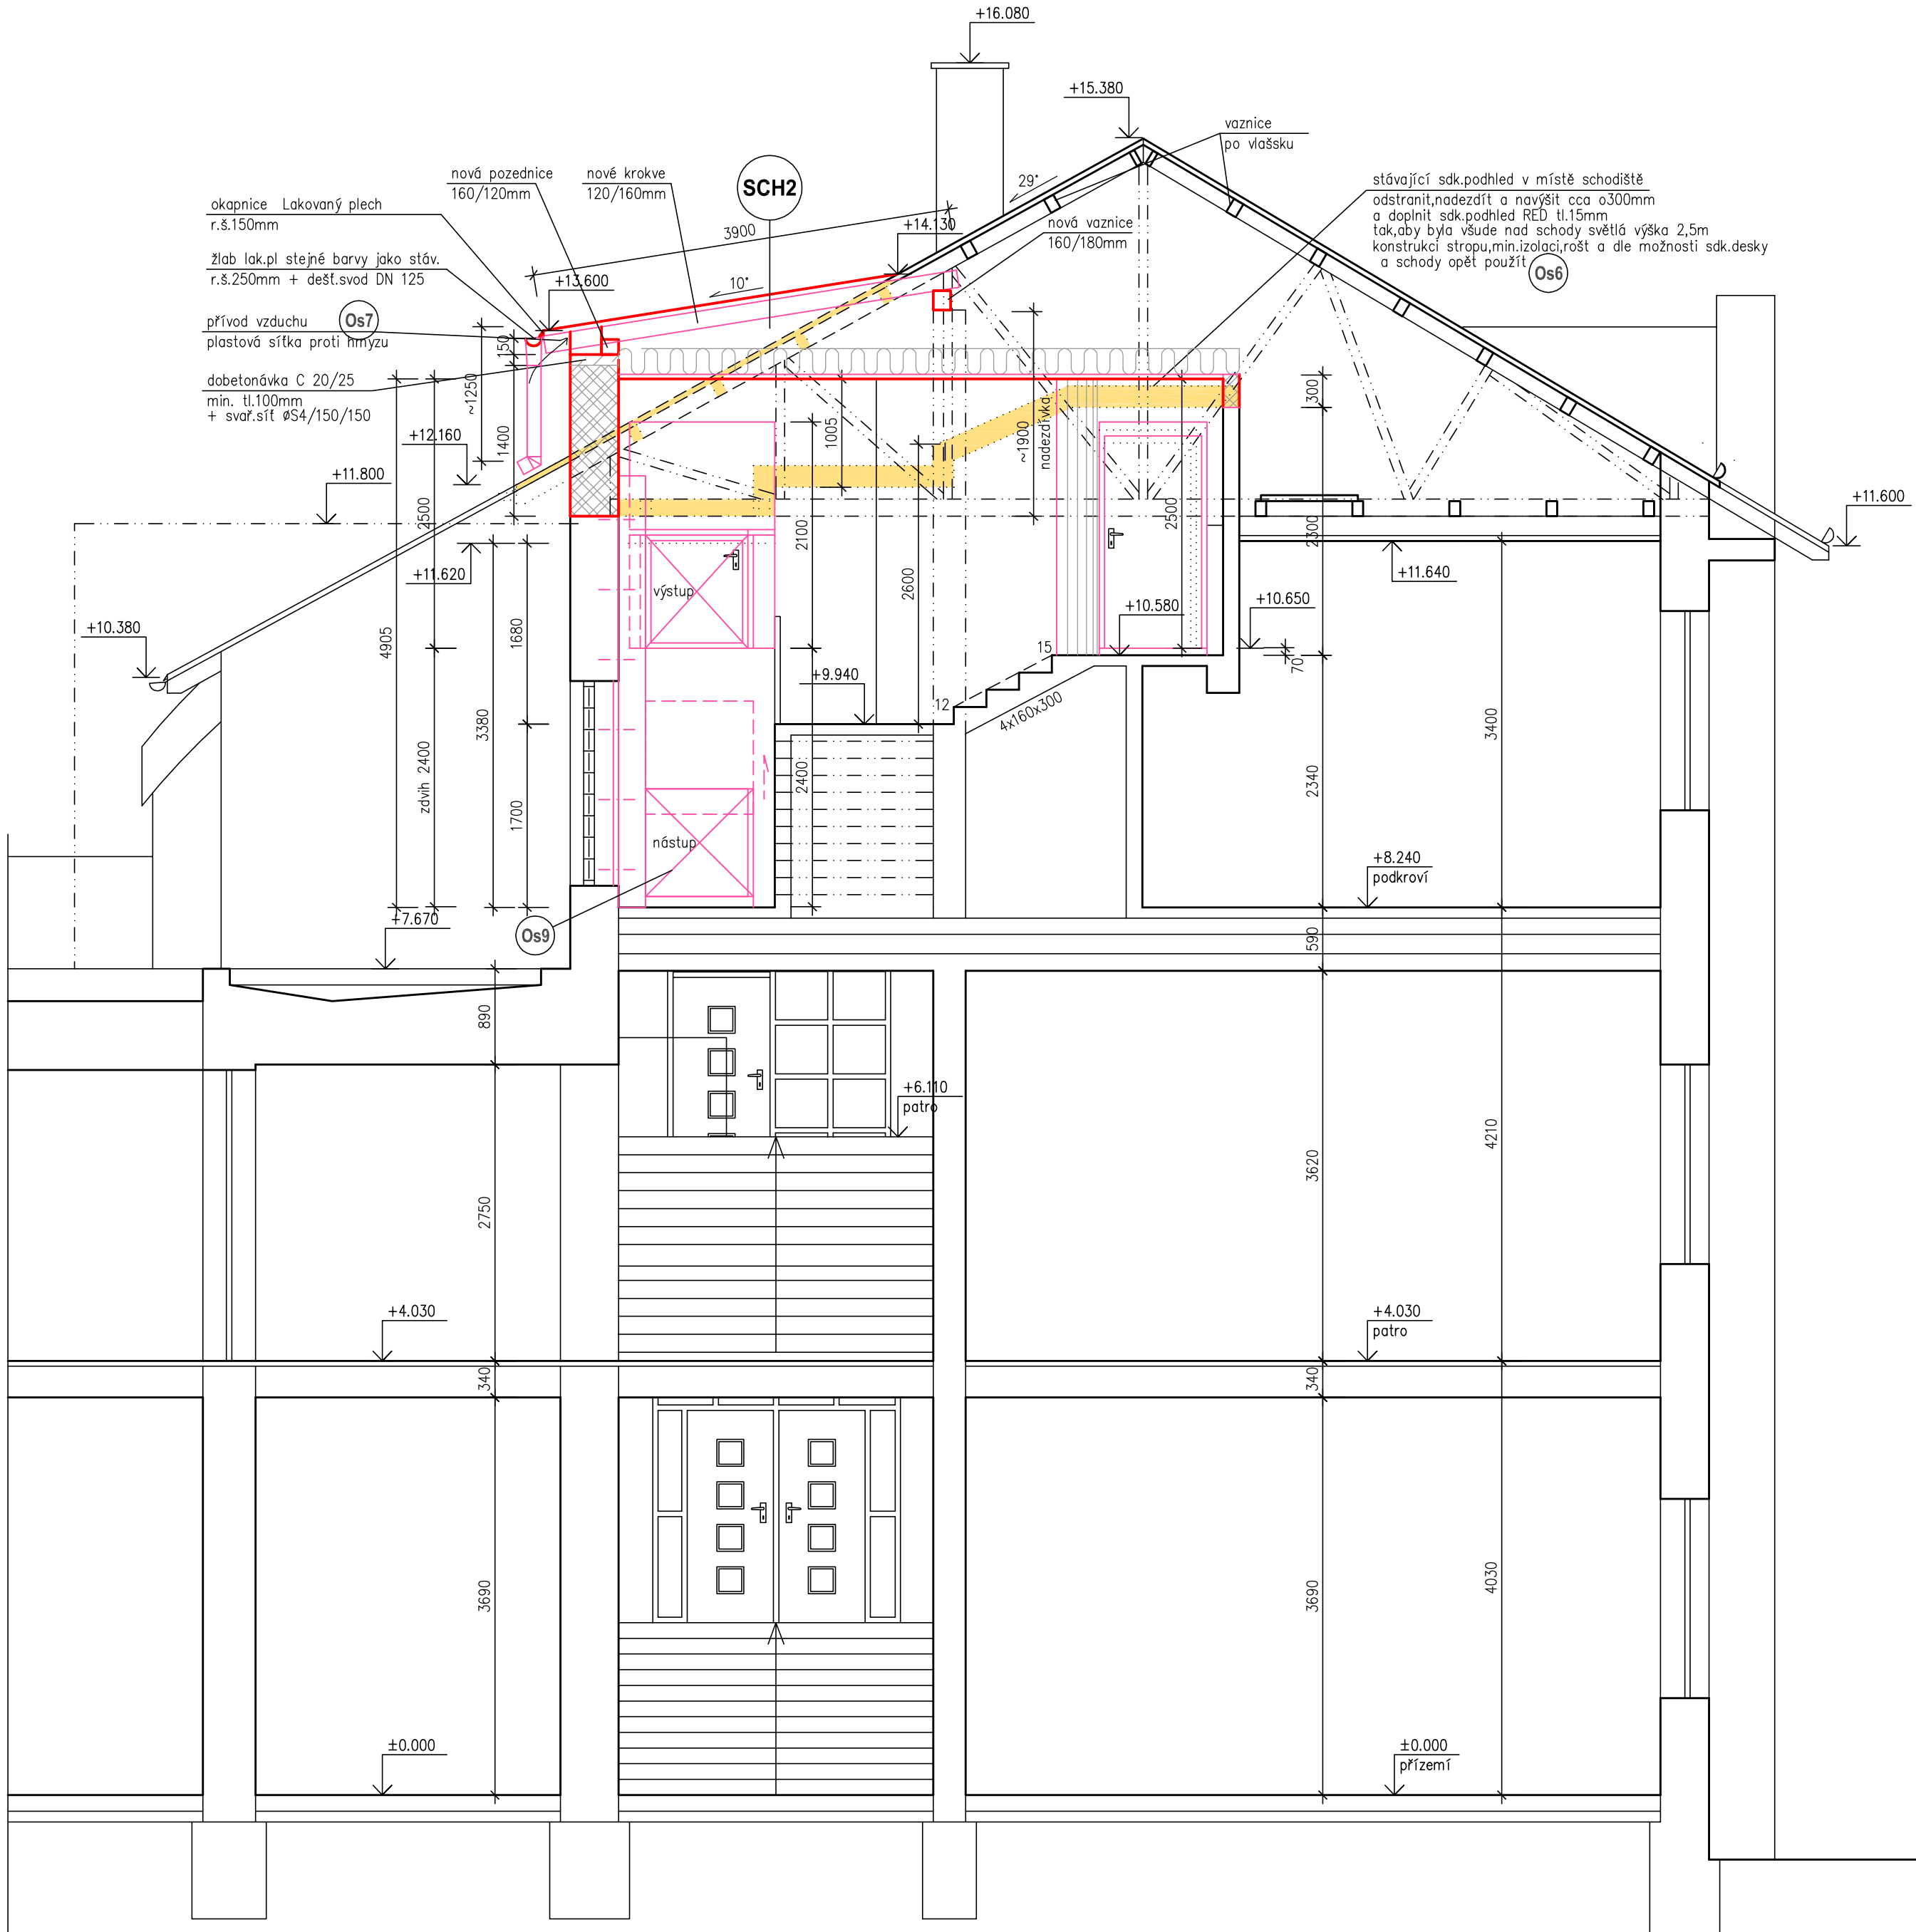 +16.080
+15.380
vaznice
po vlašsku
nová pozednice
160/120mm
nové krokve
120/160mm
SCH2
29°
stávající sdk.podhled v místě schodiště
odstranit,nadezdít a navýšit cca o300mm
a doplnit sdk.podhled RED tl.15mm
tak,aby byla všude nad schody světlá výška 2,5m
konstrukci stropu,min.izolaci,rošt a dle možnosti sdk.desky
a schody opět použít
Os6
okapnice Lakovaný plech
r.š.150mm
3900
+14.130
nová vaznice
160/180mm
žlab lak.pl stejné barvy jako stáv.
r.š.250mm + dešť.svod DN 125
+13.600
10°
přívod vzduchu
plastová síťka proti hmyzu
Os7
150
~1250
dobetonávka C 20/25
min. tl.100mm
+ svař.síť øS4/150/150
1400
+12.160
+11.800
2500
1005
~1900
nadezdívka
300
2500
2300
+11.600
2100
2600
+11.620
výstup
+11.640
+10.580
+10.650
70
15
+10.380
4905
1680
3380
+9.940
12
4x160x300
zdvih 2400
1700
2400
2340
3400
nástup
+8.240
podkroví
+7.670
Os9
590
890
+6.110
patro
2750
3620
4210
+4.030
+4.030
patro
340
340
3690
3690
4030
±0.000
±0.000
přízemí